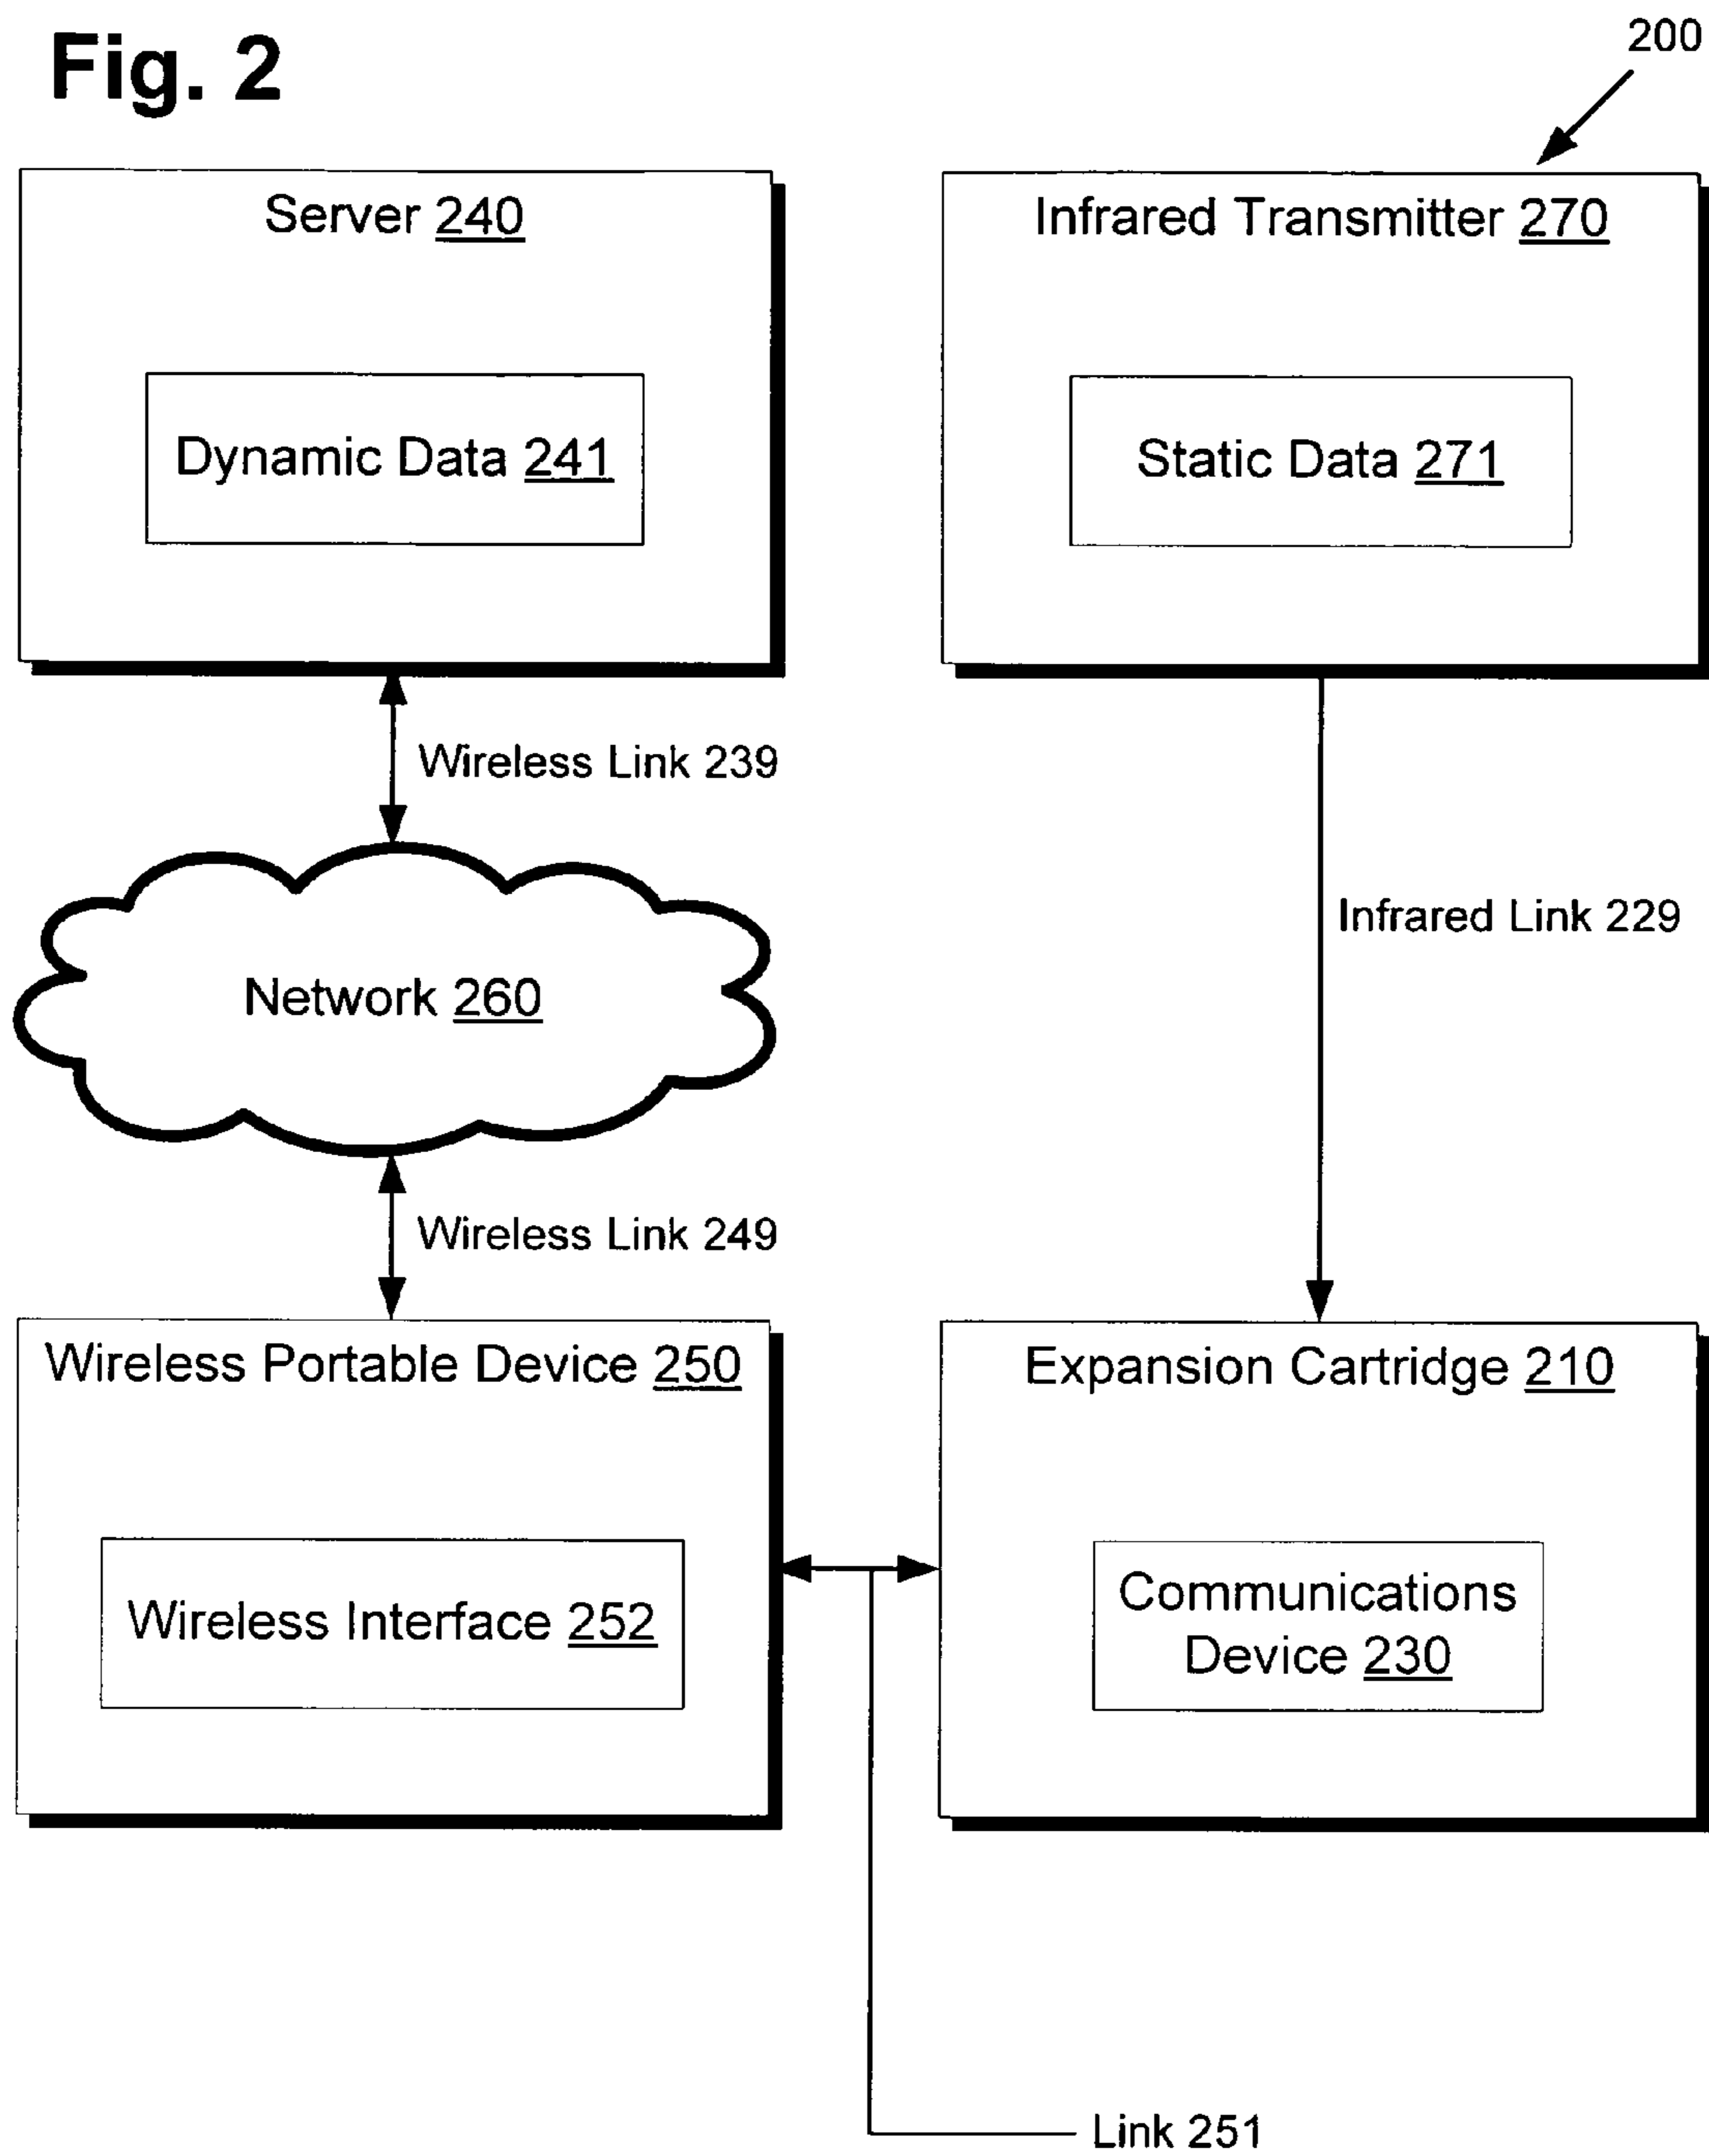 Fig. 2
200
Server 240
Infrared Transmitter 270
Dynamic Data 241
Static Data 271
Wireless Link 239
Infrared Link 229
Network 260
Wireless Link 249
Wireless Portable Device 250
Expansion Cartridge 210
Wireless Interface 252
Communications
Device 230
Link 251